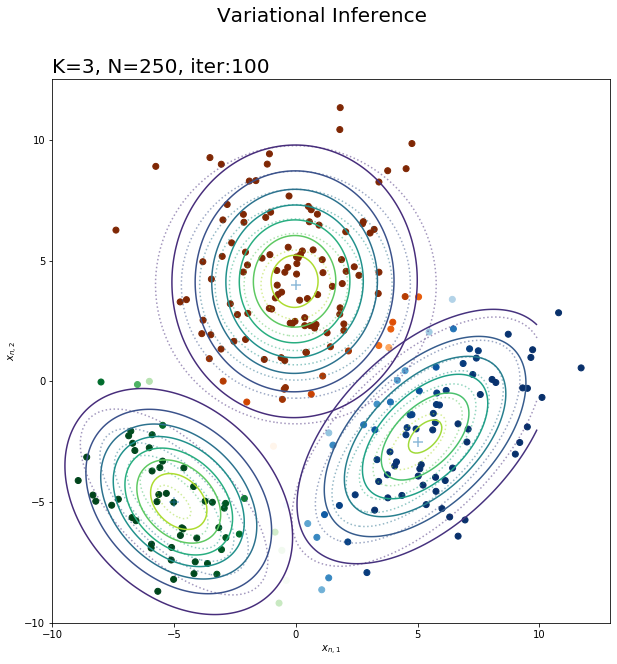 Variational Inference
K=3, N=250, iter:100
10
5
0
−5
−10
x_{n,2}
−10
−5
0
5
10
x_{n,1}